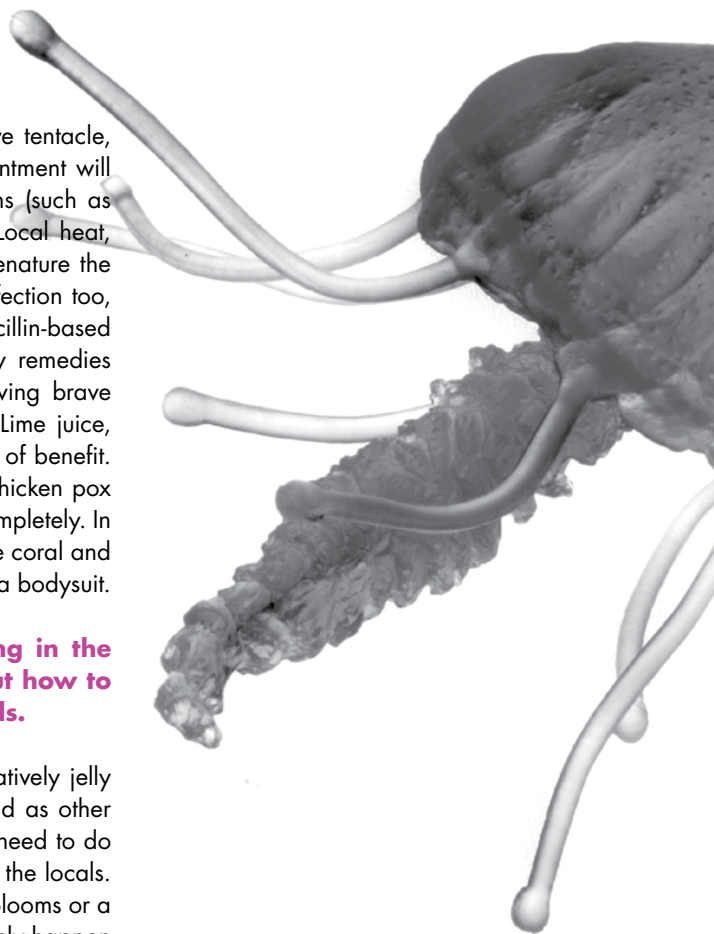 e tentacle,
ntment will
ns (such as
Local heat,
enature the
fection too,
cillin-based
y remedies
ving brave
Lime juice,
of benefit.
hicken pox
mpletely. In
e coral and
a bodysuit.
ng in the
ut how to
ls.
atively jelly
d as other
need to do
the locals.
looms or a